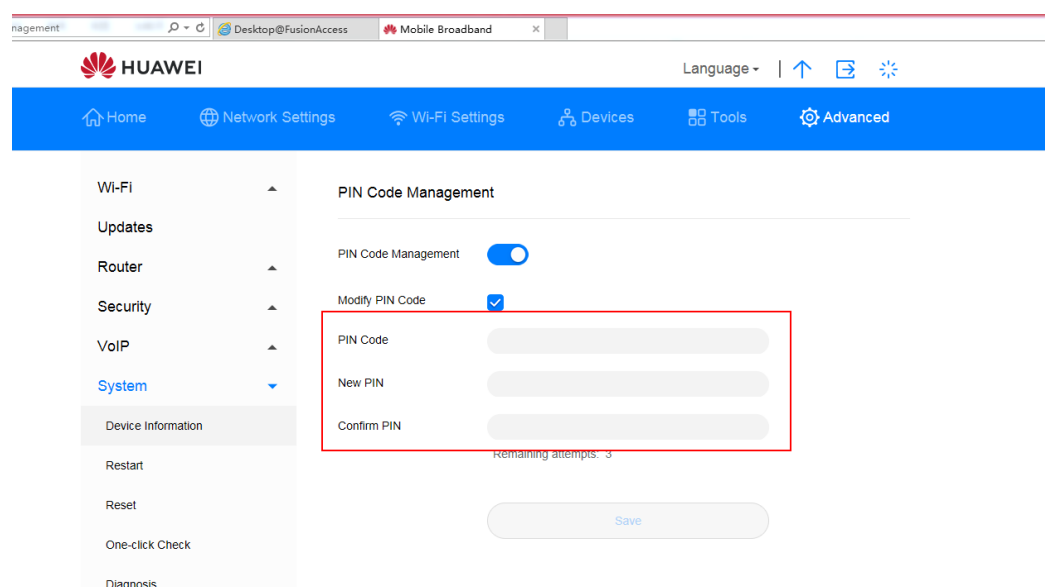 nagement
Desktop@FusionAccess
Mobile Broadband
HUAWEI
Language
Home
Network Settings
Wi-Fi Settings
Devices
Tools
Advanced
Wi-Fi
Updates
Router
Security
VoIP
System
Device Information
Restart
Reset
One-click Check
Diagnosis
PIN Code Management
PIN Code Management
Modify PIN Code
PIN Code
New PIN
Confirm PIN
Remaining attempts: 3
Save